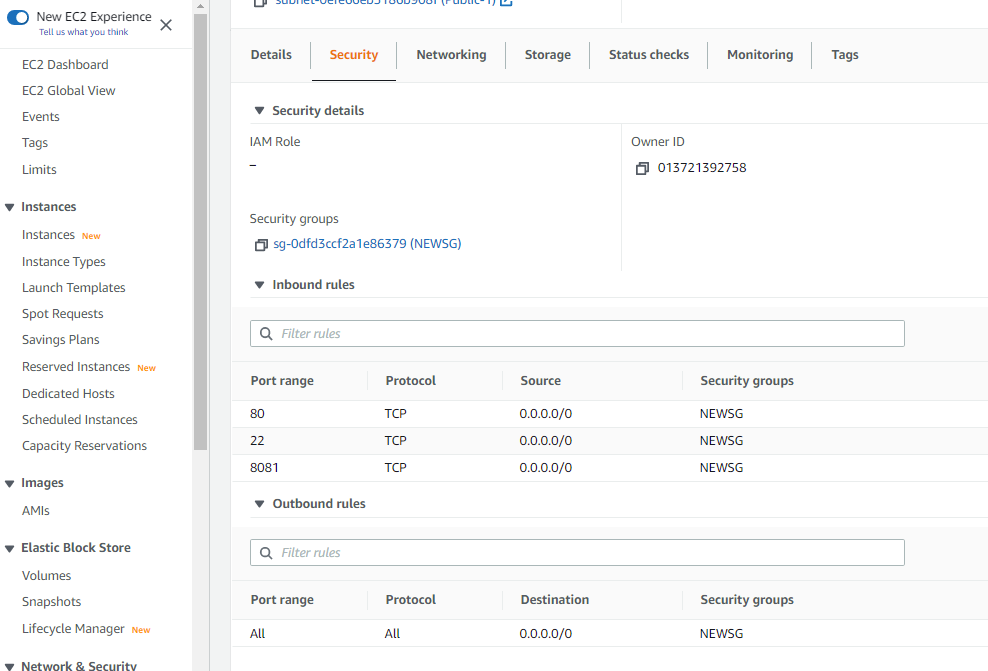 New EC2 Experience
Tell us what you think
EC2 Dashboard
EC2 Global View
Events
Tags
Limits
Instances
Instances New
Instance Types
Launch Templates
Spot Requests
Savings Plans
Reserved Instances New
Dedicated Hosts
Scheduled Instances
Capacity Reservations
Images
AMIs
Elastic Block Store
Volumes
Snapshots
Lifecycle Manager New
Network & Security
Details Security Networking Storage Status checks Monitoring Tags
Security details
IAM Role
–
Owner ID
013721392758
Security groups
sg-0dfd3ccf2a1e86379 (NEWSG)
Inbound rules
Filter rules
Port range Protocol Source Security groups
80 TCP 0.0.0.0/0 NEWSG
22 TCP 0.0.0.0/0 NEWSG
8081 TCP 0.0.0.0/0 NEWSG
Outbound rules
Filter rules
Port range Protocol Destination Security groups
All All 0.0.0.0/0 NEWSG